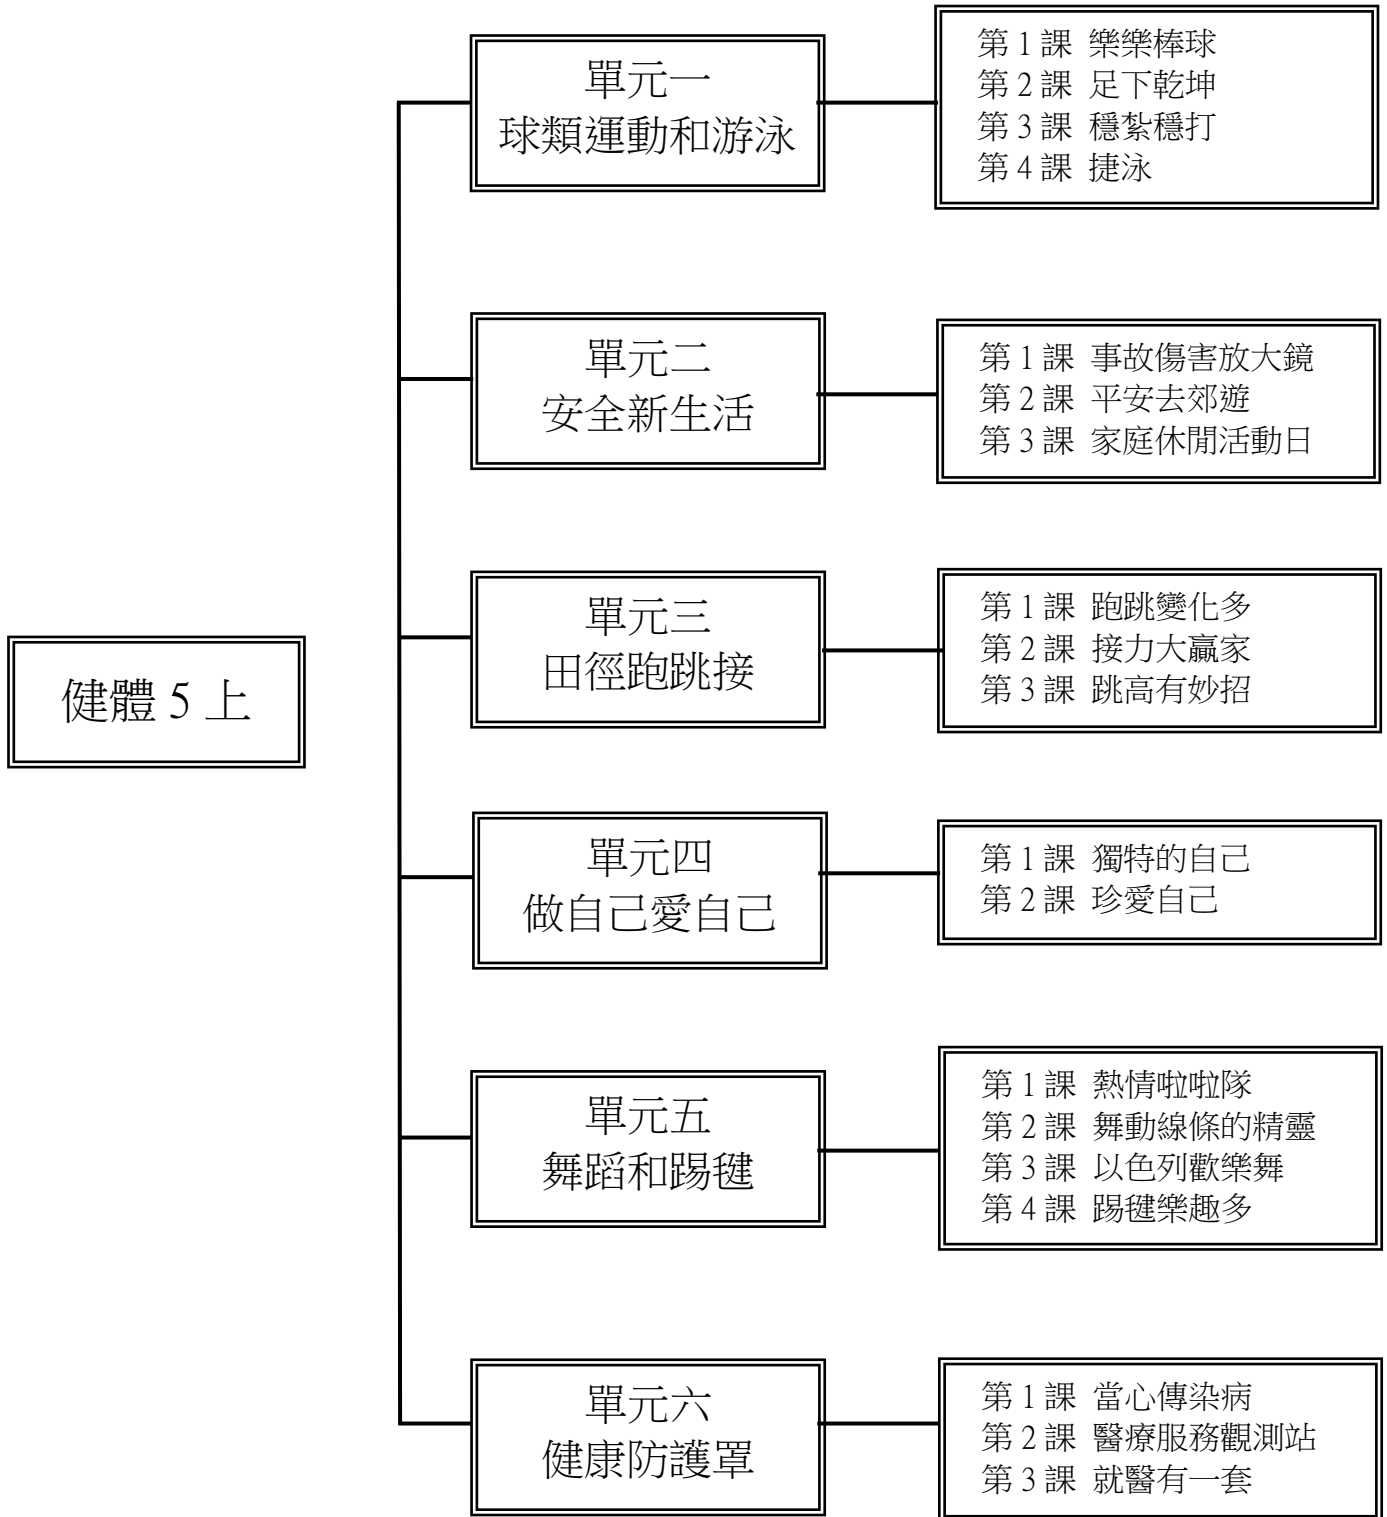 單元一
球類運動和游泳
第1課 樂樂棒球
第2課 足下乾坤
第3課 穩紮穩打
第4課 捷泳
單元二
安全新生活
第1課 事故傷害放大鏡
第2課 平安去郊遊
第3課 家庭休閒活動日
健體5上
單元三
田徑跑跳接
第1課 跑跳變化多
第2課 接力大贏家
第3課 跳高有妙招
單元四
做自己愛自己
第1課 獨特的自己
第2課 珍愛自己
單元五
舞蹈和踢毽
第1課 熱情啦啦隊
第2課 舞動線條的精靈
第3課 以色列歡樂舞
第4課 踢毽樂趣多
單元六
健康防護罩
第1課 當心傳染病
第2課 醫療服務觀測站
第3課 就醫有一套